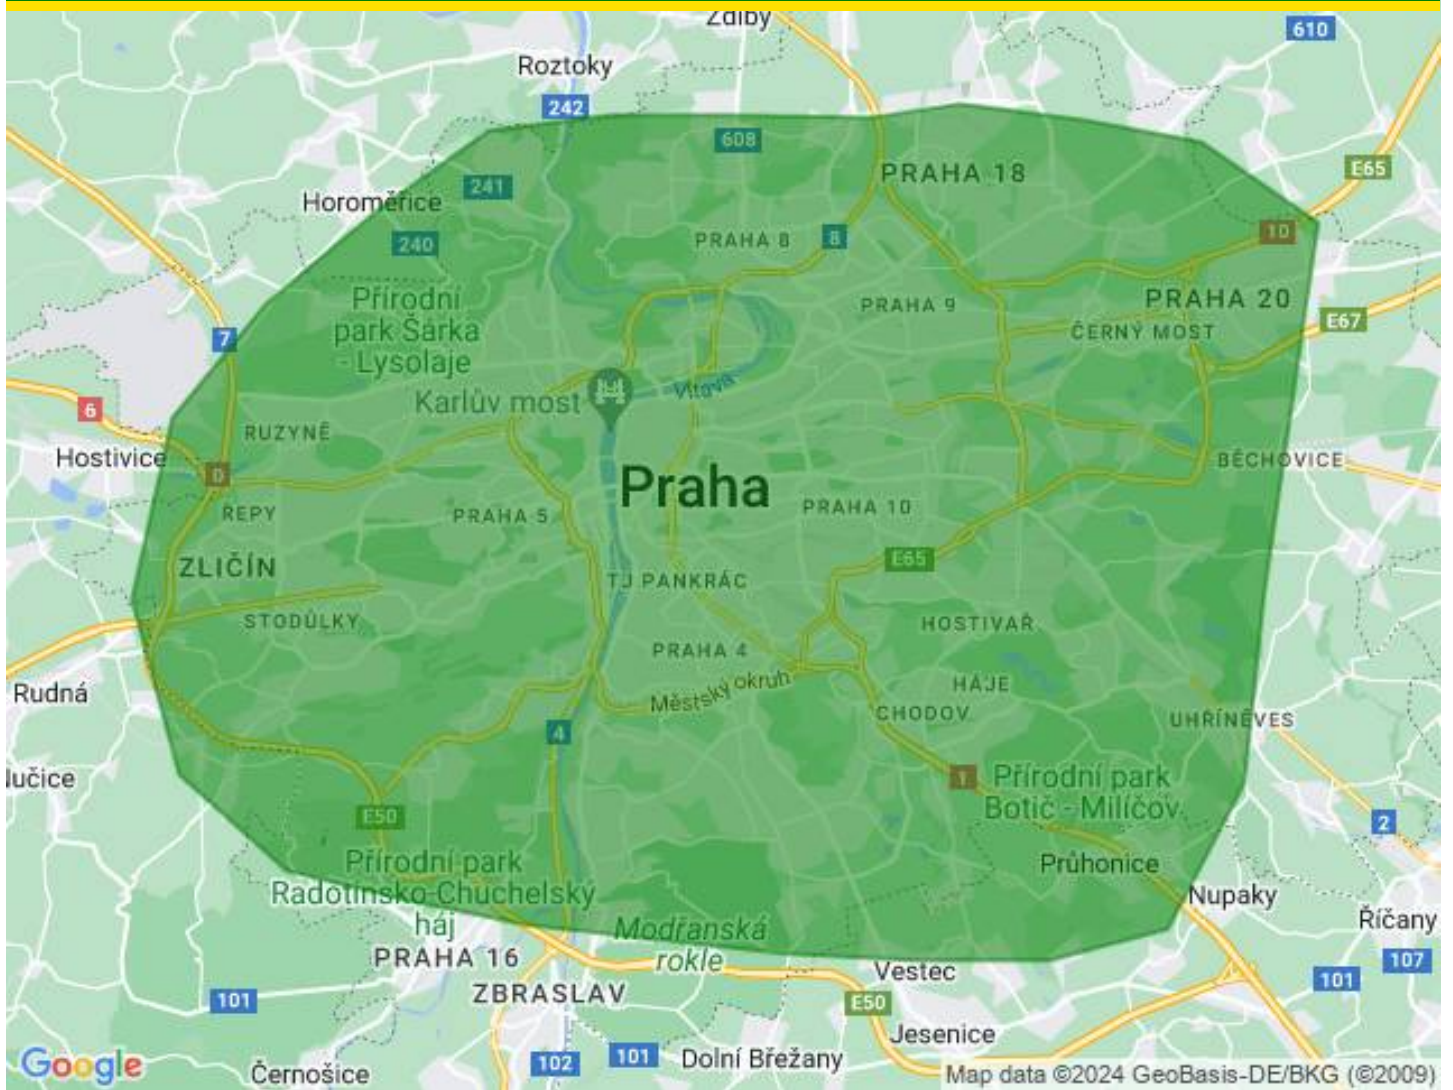 Zdiby
610
Roztoky
242
608
E65
PRAHA 18
241
Horoměřice
10
240
PRAHA 8
8
Přírodní
park Šárka
- Lysolaje
PRAHA 9
PRAHA 20
E67
ČERNÝ MOST
7
Vltava
Karlův most
6
RUZYNĚ
Hostivice
BĚCHOVICE
0
Praha
ŘEPY
PRAHA 5
PRAHA 10
E65
ZLIČÍN
TJ PANKRÁC
STODŮLKY
HOSTIVAŘ
PRAHA 4
Rudná
Městský okruh
HÁJE
CHODOV
UHŘÍNĚVES
4
Nučice
1
Přírodní park
Botič - Milíčov
E50
2
Přírodní park
Radotínsko-Chuchelský
háj
Průhonice
Nupaky
Říčany
Modřanská
rokle
PRAHA 16
Vestec
107
101
ZBRASLAV
101
E50
Jesenice
102
101
Dolní Břežany
Google
Černošice
Map data ©2024 GeoBasis-DE/BKG (©2009)